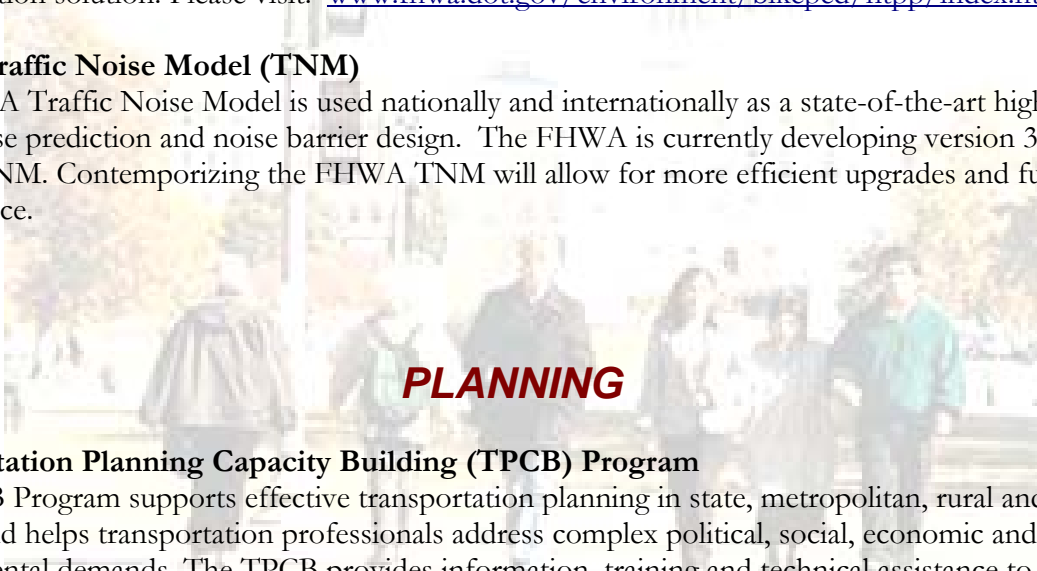 tion solution. Please visit: www.fhwa.dot.gov/environment/bikeped/ntpp/index.ht
raffic Noise Model (TNM)
A Traffic Noise Model is used nationally and internationally as a state-of-the-art high
se prediction and noise barrier design. The FHWA is currently developing version 3
NM. Contemporizing the FHWA TNM will allow for more efficient upgrades and fu
ce.
PLANNING
tation Planning Capacity Building (TPCB) Program
B Program supports effective transportation planning in state, metropolitan, rural and
d helps transportation professionals address complex political, social, economic and
ental demands. The TPCB provides information, training and technical assistance to